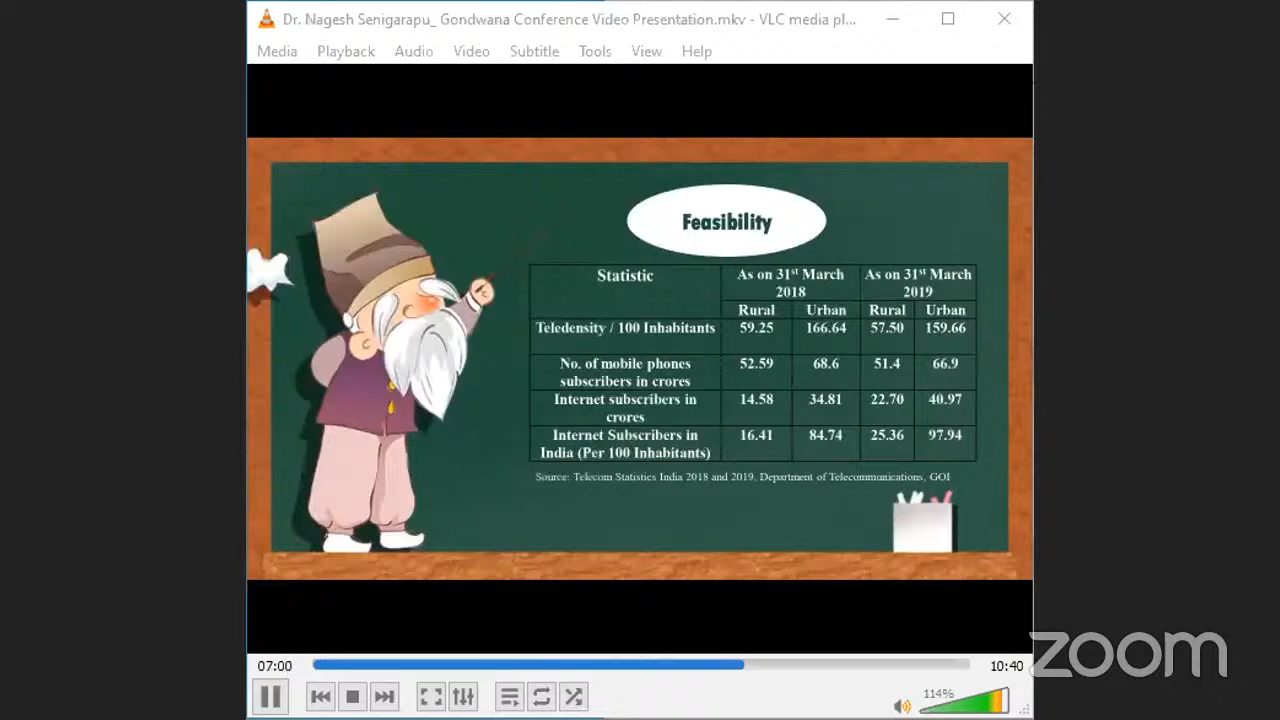 Dr. Nagesh Senigarapu_ Gondwana Conference Video Presentation.mkv - VLC media pl...
Media Playback Audio Video Subtitle Tools View Help
Feasibility
Statistic As on 31st March 2018 As on 31st March 2019
Rural Urban Rural Urban
Teledensity / 100 Inhabitants 59.25 166.64 57.50 159.66
No. of mobile phones subscribers in crores 52.59 68.6 51.4 66.9
Internet subscribers in crores 14.58 34.81 22.70 40.97
Internet Subscribers in India (Per 100 Inhabitants) 16.41 84.74 25.36 97.94
Source: Telecom Statistics India 2018 and 2019, Department of Telecommunications, GOI
07:00 10:40
114%
zoom